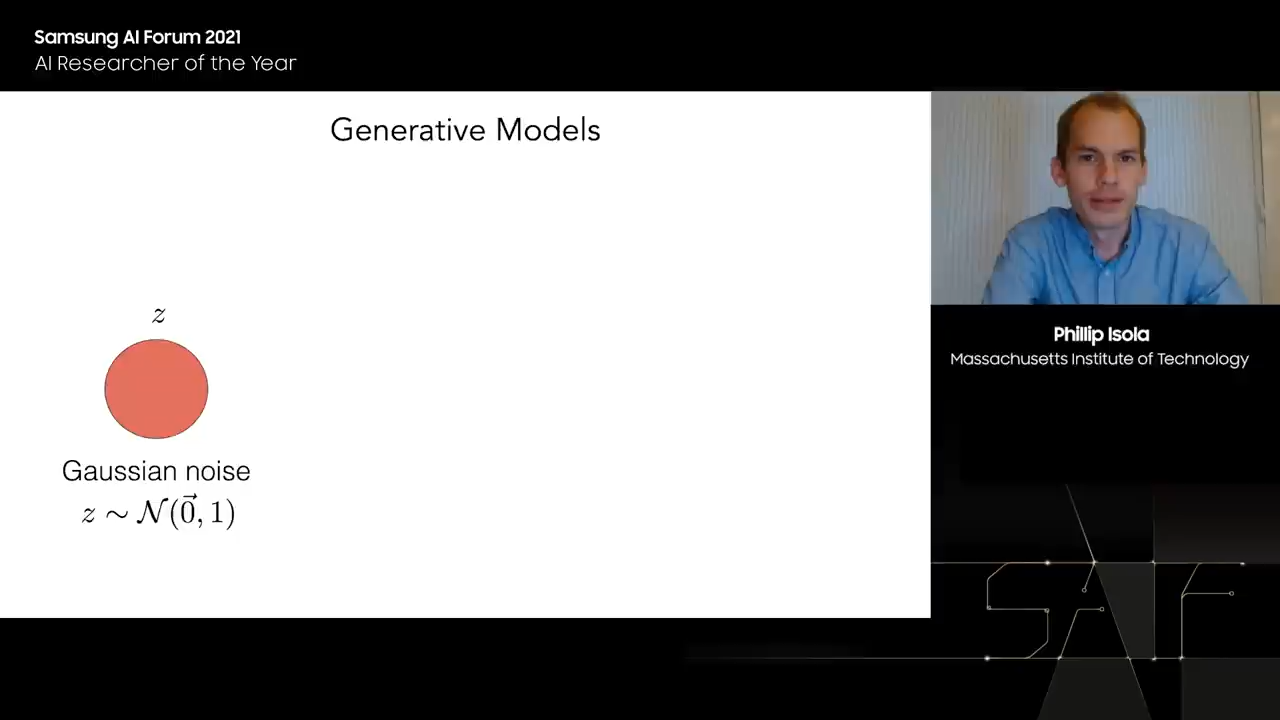 Samsung AI Forum 2021
AI Researcher of the Year
Generative Models
z
Gaussian noise
z ∼ 𝒩(0⃗, 1)
Phillip Isola
Massachusetts Institute of Technology
SAIF